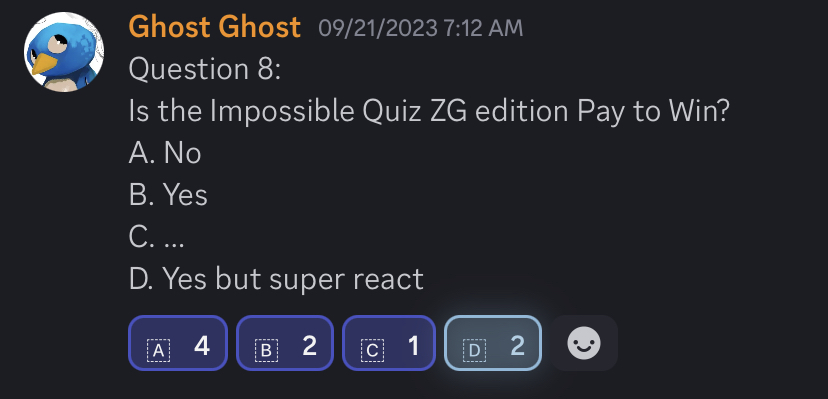 Ghost Ghost 09/21/2023 7:12 AM
Question 8:
Is the Impossible Quiz ZG edition Pay to Win?
A. No
B. Yes
C. ...
D. Yes but super react
A 4 B 2 C 1 D 2